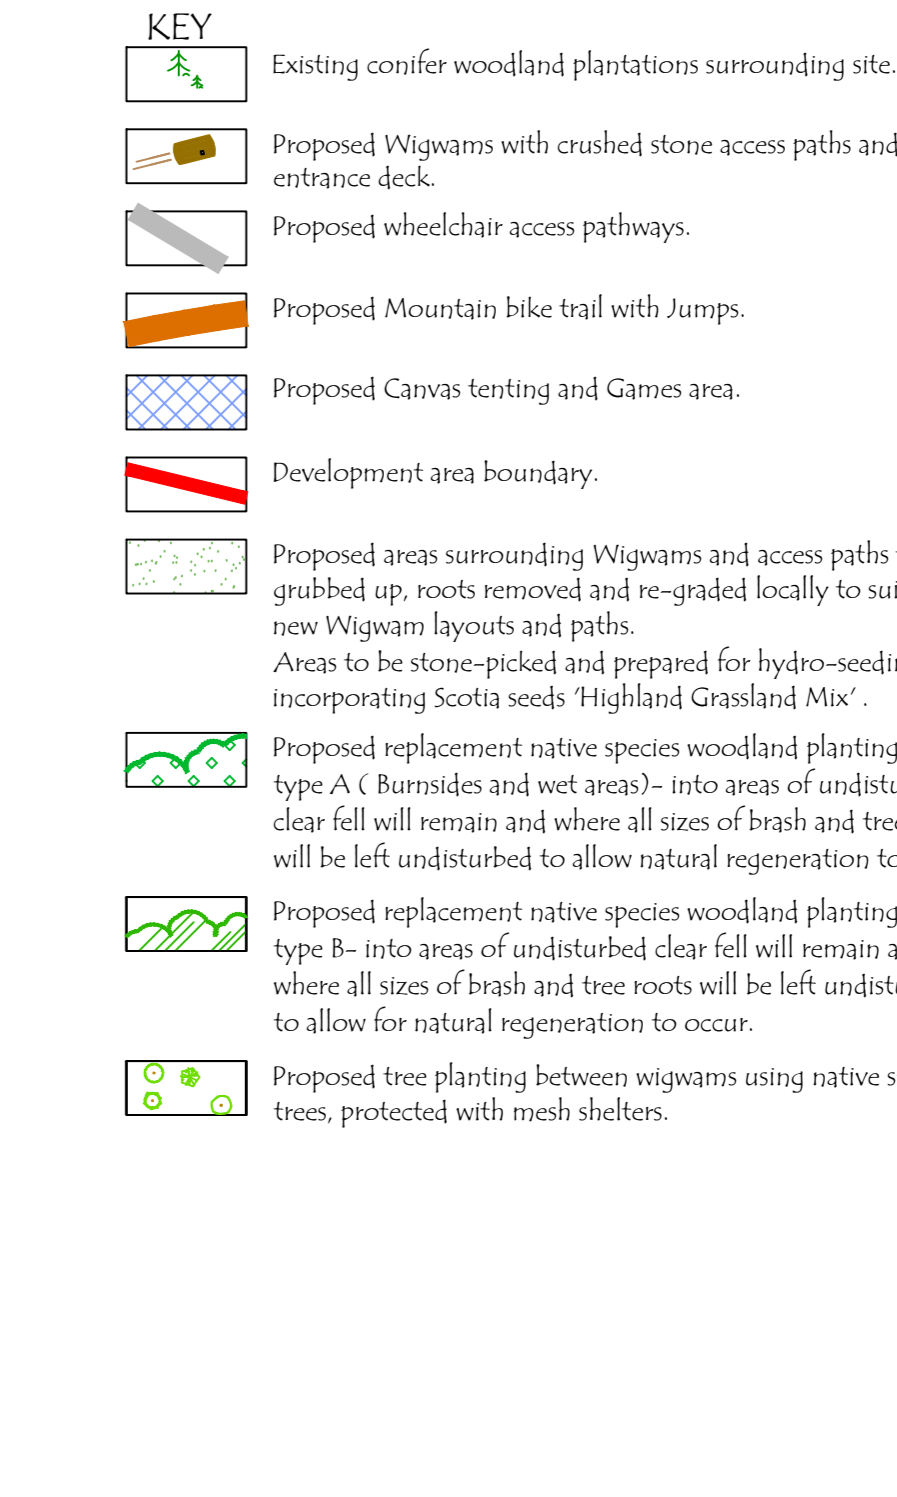 KEY
Existing conifer woodland plantations surrounding site.
Proposed Wigwams with crushed stone access paths and
entrance deck.
Proposed wheelchair access pathways.
Proposed Mountain bike trail with Jumps.
Proposed Canvas tenting and Games area.
Development area boundary.
Proposed areas surrounding Wigwams and access paths
grubbed up, roots removed and re-graded locally to
new Wigwam layouts and paths.
Areas to be stone-picked and prepared for
incorporating Scotia seeds 'Highland Grassland Mix' .
Proposed replacement native species woodland planting
type A ( Burnsides and wet areas)- into areas of
clear fell will remain and where all sizes of brash and
will be left undisturbed to allow natural regeneration to
Proposed replacement native species woodland planting
type B- into areas of undisturbed clear fell will remain
where all sizes of brash and tree roots will be left
to allow for natural regeneration to occur.
Proposed tree planting between wigwams using native
trees, protected with mesh shelters.